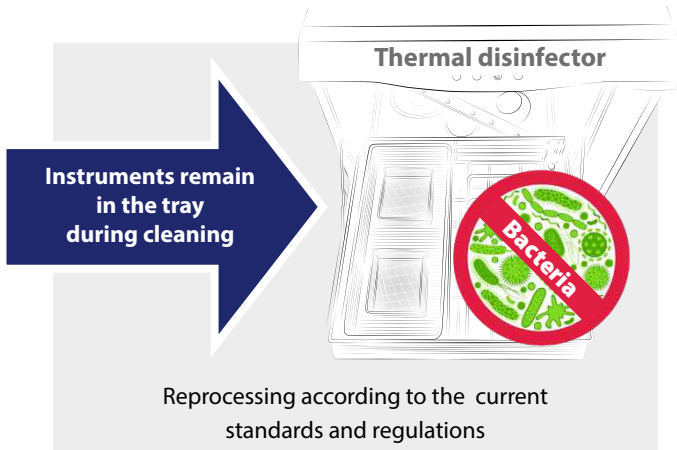 Thermal disinfector
Instruments remain
in the tray
during cleaning
Bacteria
Reprocessing according to the current
standards and regulations